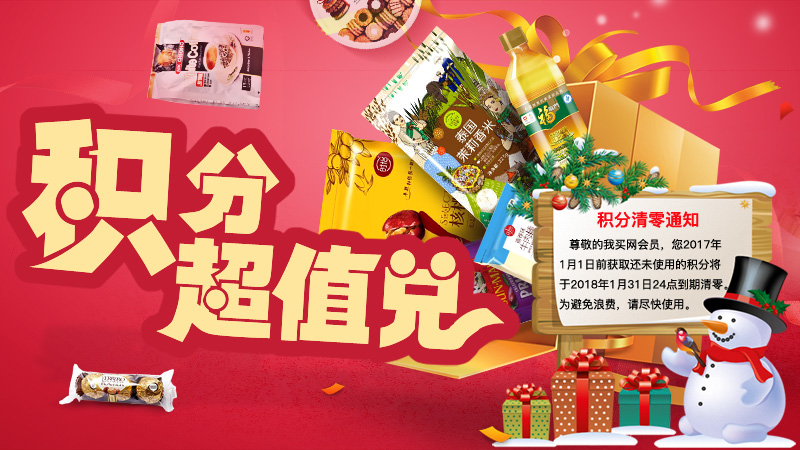 积分
超值兑
泰国
茉莉香米
福
积分清零通知
尊敬的我买网会员，您2017年
1月1日前获取还未使用的积分将
于2018年1月31日24点到期清零。
为避免浪费，请尽快使用。